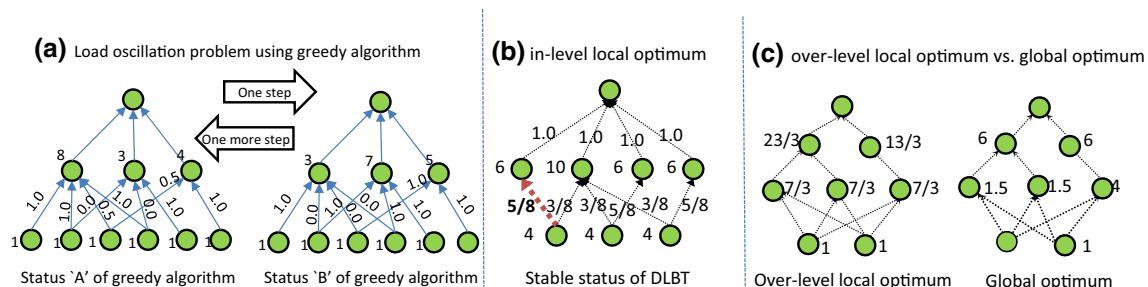 (a) Load oscillation problem using greedy algorithm
One step
One more step
8 3 4
1.0 1.0 0.0 0.5 1.0 0.0 0.5 1.0 1.0
1 1 1 1 1 1
Status `A' of greedy algorithm
3 7 5
1.0 0.0 1.0 0.0 1.0 0.0 1.0 1.0 1.0
1 1 1 1 1 1
Status `B' of greedy algorithm
(b) in-level local optimum
1.0 1.0 1.0 1.0
6 10 6 6
5/8 3/8 3/8 5/8 3/8 5/8
4 4 4
Stable status of DLBT
(c) over-level local optimum vs. global optimum
23/3 13/3
7/3 7/3 7/3
1 1
Over-level local optimum
6 6
1.5 1.5 4
1
Global optimum